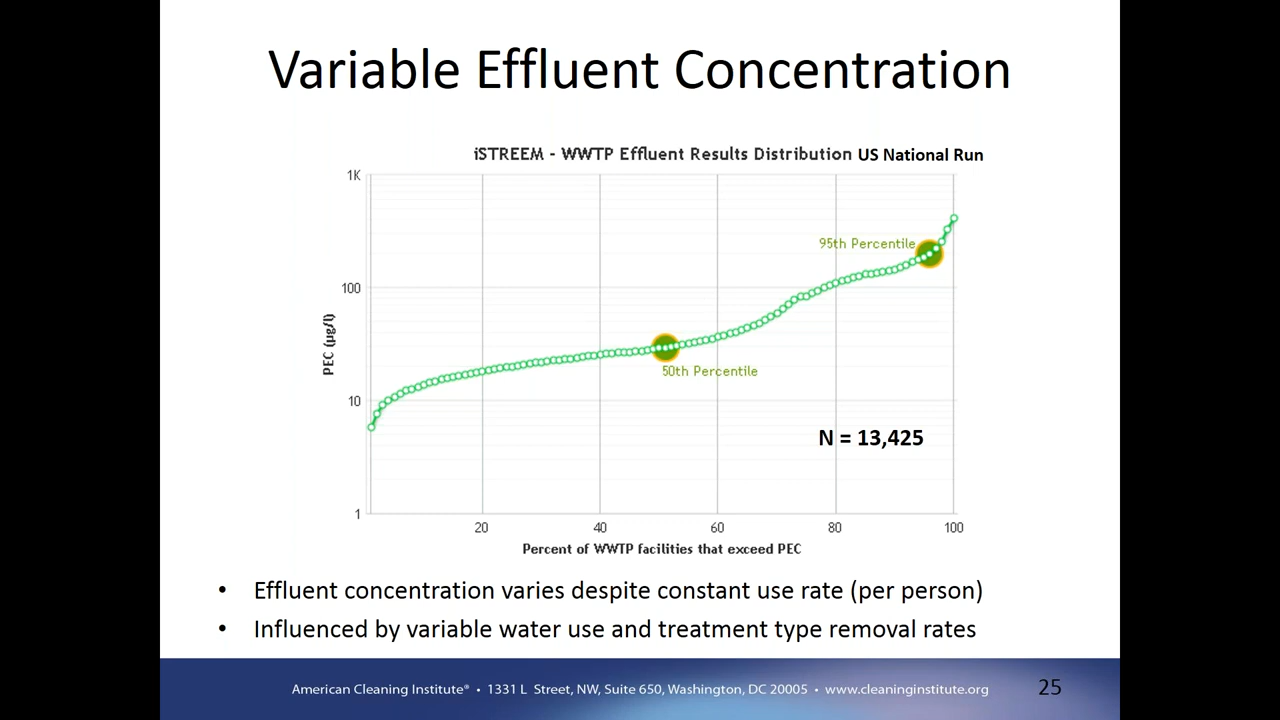 Variable Effluent Concentration
iSTREEM - WWTP Effluent Results Distribution US National Run
1K
100
10
1
PEC (µg/l)
95th Percentile
50th Percentile
N = 13,425
20 40 60 80 100
Percent of WWTP facilities that exceed PEC
• Effluent concentration varies despite constant use rate (per person)
• Influenced by variable water use and treatment type removal rates
American Cleaning Institute® • 1331 L Street, NW, Suite 650, Washington, DC 20005 • www.cleaninginstitute.org 25